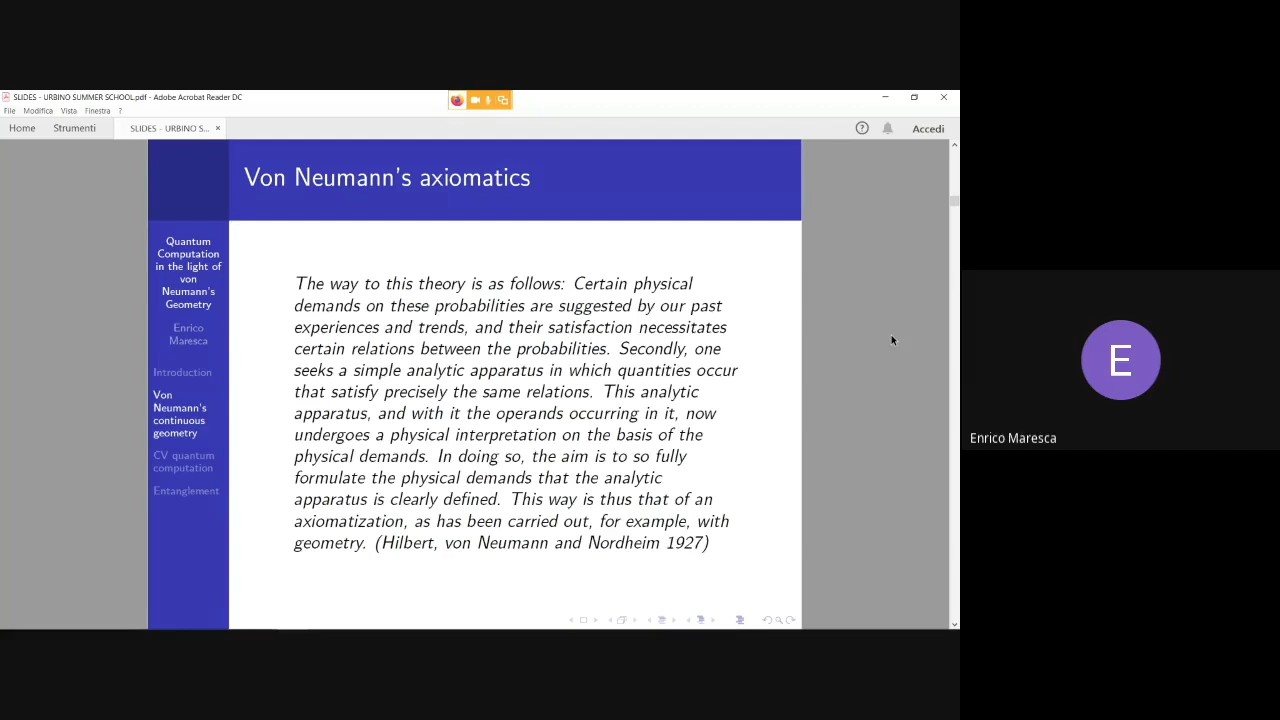 SLIDES - URBINO SUMMER SCHOOL.pdf - Adobe Acrobat Reader DC
File Modifica Vista Finestra ?
Home Strumenti SLIDES - URBINO S... × Accedi
Von Neumann's axiomatics
Quantum
Computation
in the light of
von
Neumann's
Geometry
Enrico
Maresca
Introduction
Von
Neumann's
continuous
geometry
CV quantum
computation
Entanglement
The way to this theory is as follows: Certain physical
demands on these probabilities are suggested by our past
experiences and trends, and their satisfaction necessitates
certain relations between the probabilities. Secondly, one
seeks a simple analytic apparatus in which quantities occur
that satisfy precisely the same relations. This analytic
apparatus, and with it the operands occurring in it, now
undergoes a physical interpretation on the basis of the
physical demands. In doing so, the aim is to so fully
formulate the physical demands that the analytic
apparatus is clearly defined. This way is thus that of an
axiomatization, as has been carried out, for example, with
geometry. (Hilbert, von Neumann and Nordheim 1927)
E
Enrico Maresca